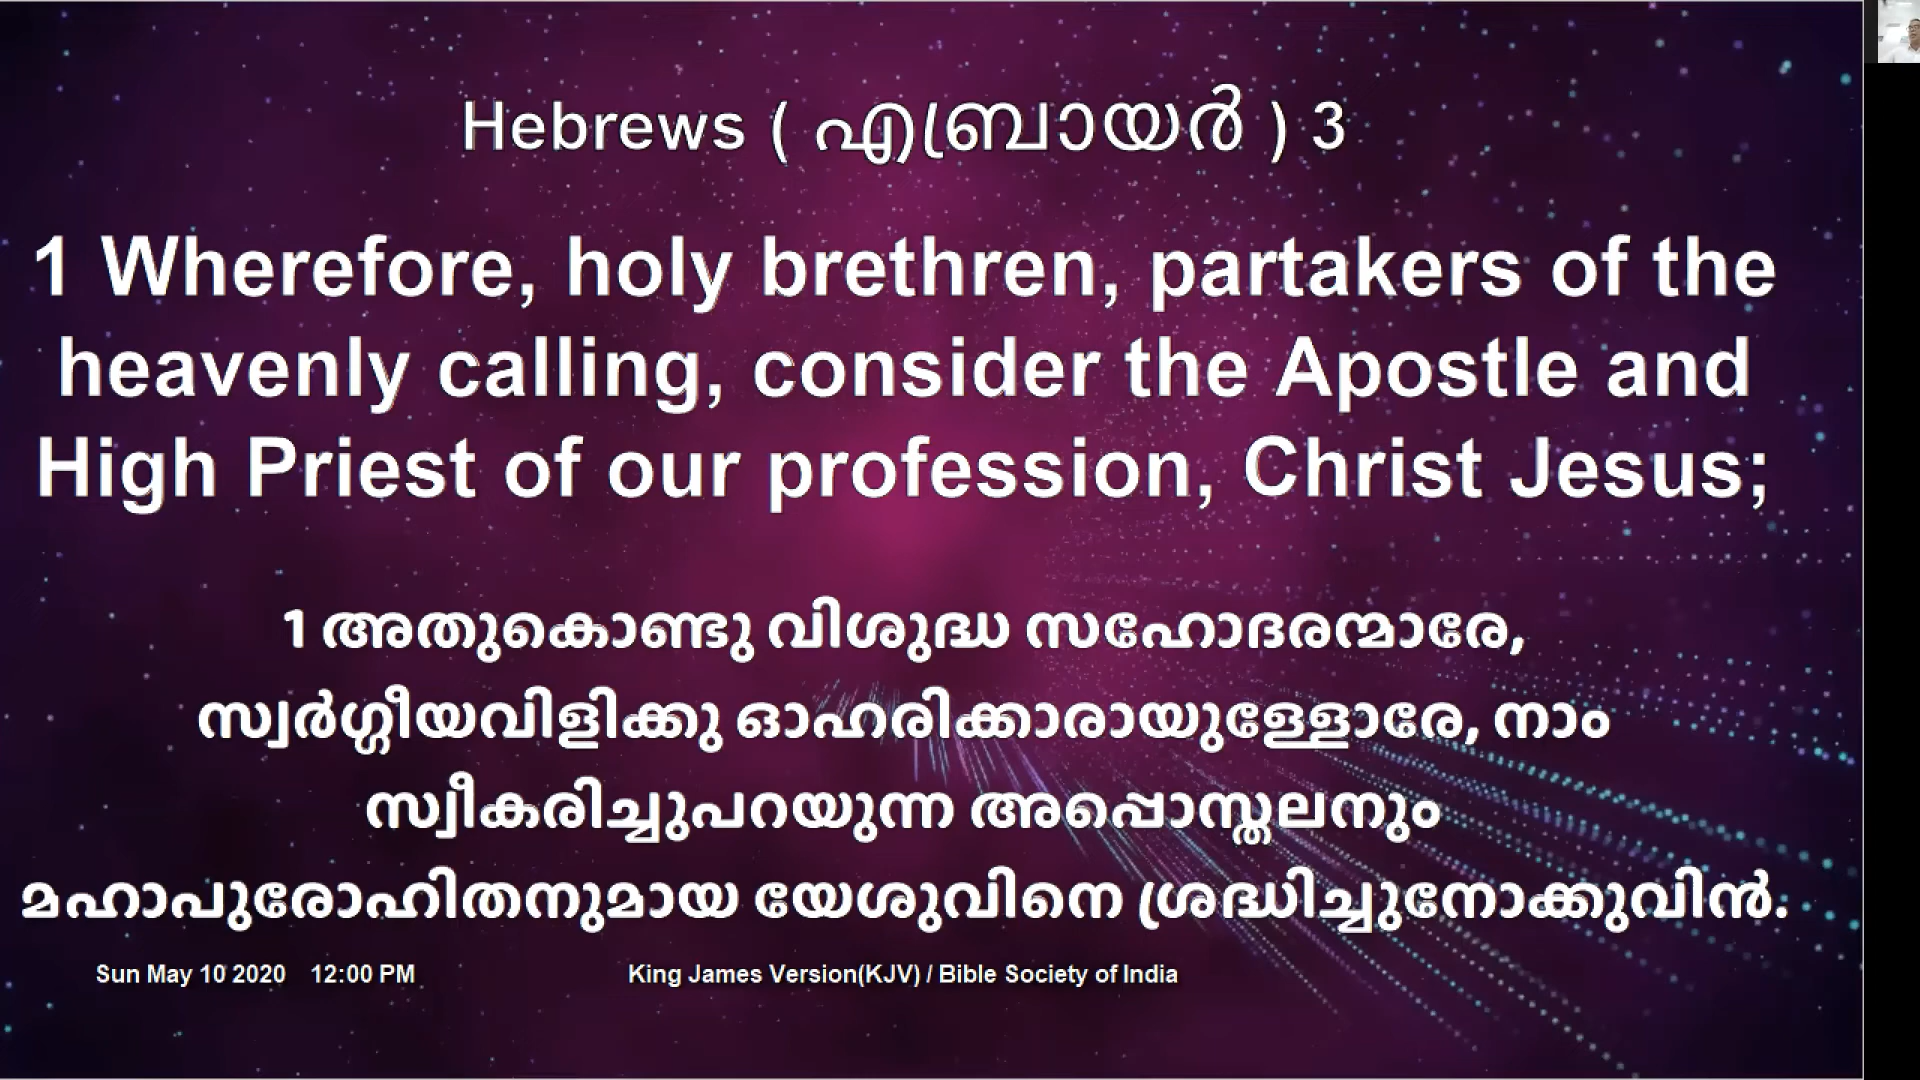 Hebrews ( എബ്രായർ ) 3
1 Wherefore, holy brethren, partakers of the
heavenly calling, consider the Apostle and
High Priest of our profession, Christ Jesus;
1 അതുകൊണ്ടു വിശുദ്ധ സഹോദരന്മാരേ,
സ്വർഗ്ഗീയവിളിക്കു ഓഹരിക്കാരായുള്ളോരേ, നാം
സ്വീകരിച്ചുപറയുന്ന അപ്പൊസ്തലനും
മഹാപുരോഹിതനുമായ യേശുവിനെ ശ്രദ്ധിച്ചുനോക്കുവിൻ.
Sun May 10 2020 12:00 PM King James Version(KJV) / Bible Society of India